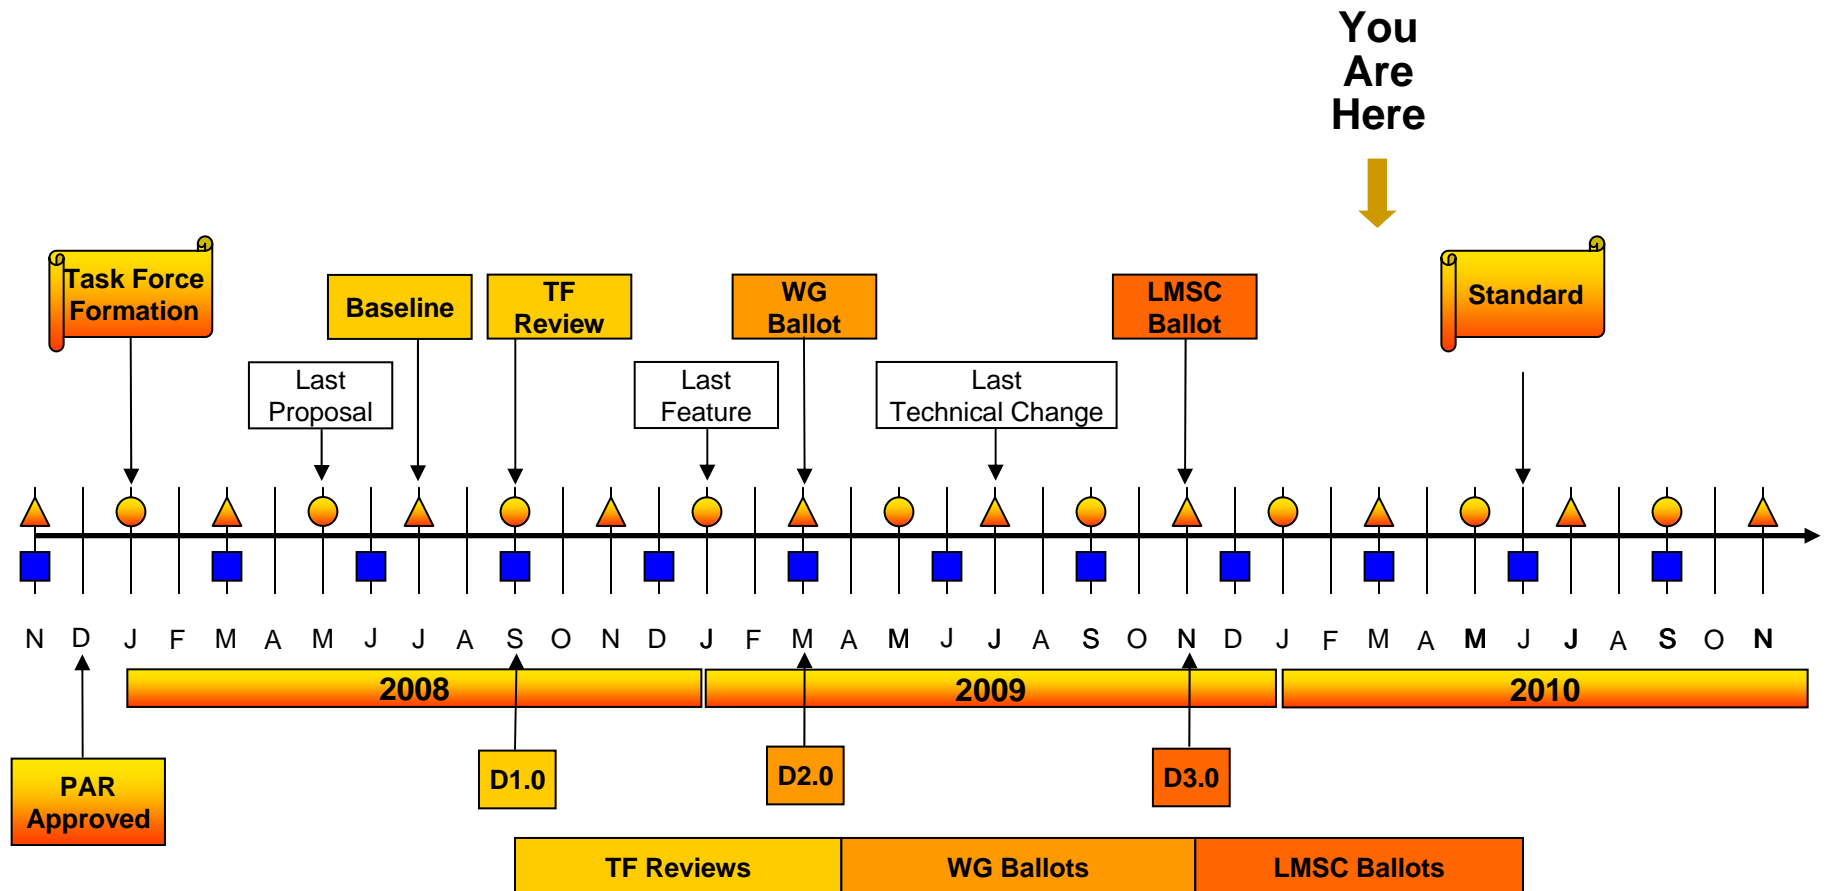 You
Are
Here
Task Force
Formation
Baseline
TF
Review
WG
Ballot
LMSC
Ballot
Standard
Last
Proposal
Last
Feature
Last
Technical Change
N D J F M A M J J A S O N D J F M A M J J A S O N D J F M A M J J A S O N
2008 2009 2010
PAR
Approved
D1.0
D2.0
D3.0
TF Reviews WG Ballots LMSC Ballots